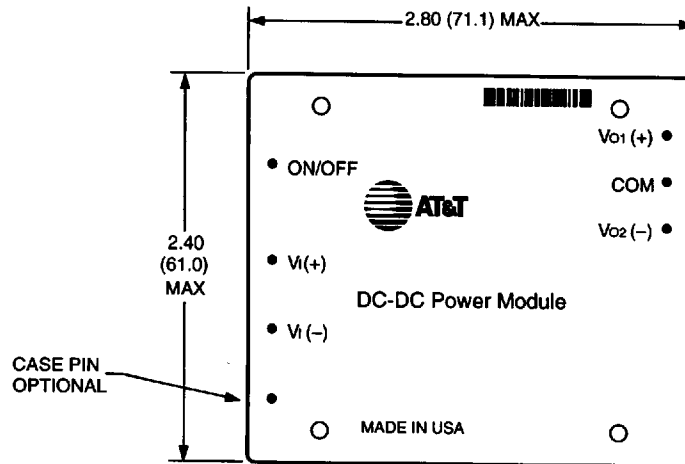 2.80 (71.1) MAX
VO1 (+)
ON/OFF
COM
AT&T
VO2 (–)
2.40
(61.0)
MAX
VI(+)
DC-DC Power Module
VI(–)
CASE PIN
OPTIONAL
MADE IN USA